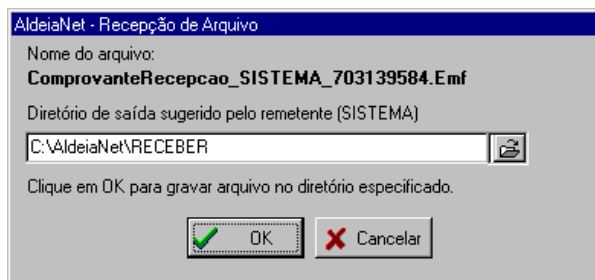 AldeiaNet - Recepção de Arquivo
Nome do arquivo:
ComprovanteRecepcao_SISTEMA_703139584.Emf
Diretório de saída sugerido pelo remetente (SISTEMA)
C:\AldeiaNet\RECEBER
Clique em OK para gravar arquivo no diretório especificado.
OK
Cancelar